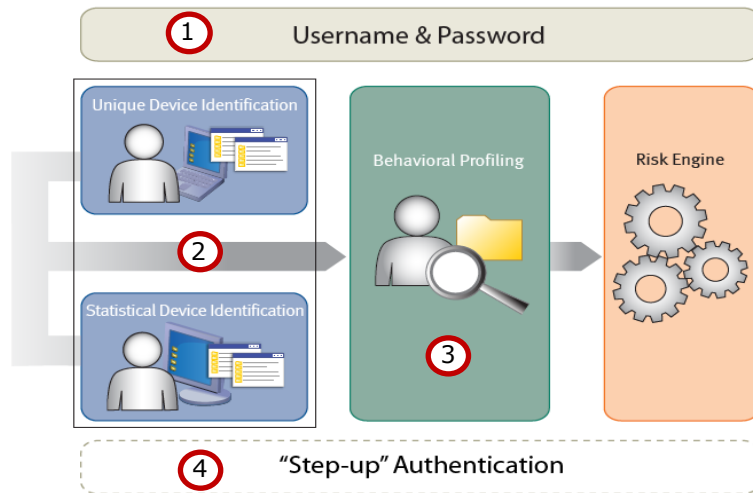 1 Username & Password
Unique Device Identification
2
Statistical Device Identification
Behavioral Profiling
3
Risk Engine
4 “Step-up” Authentication